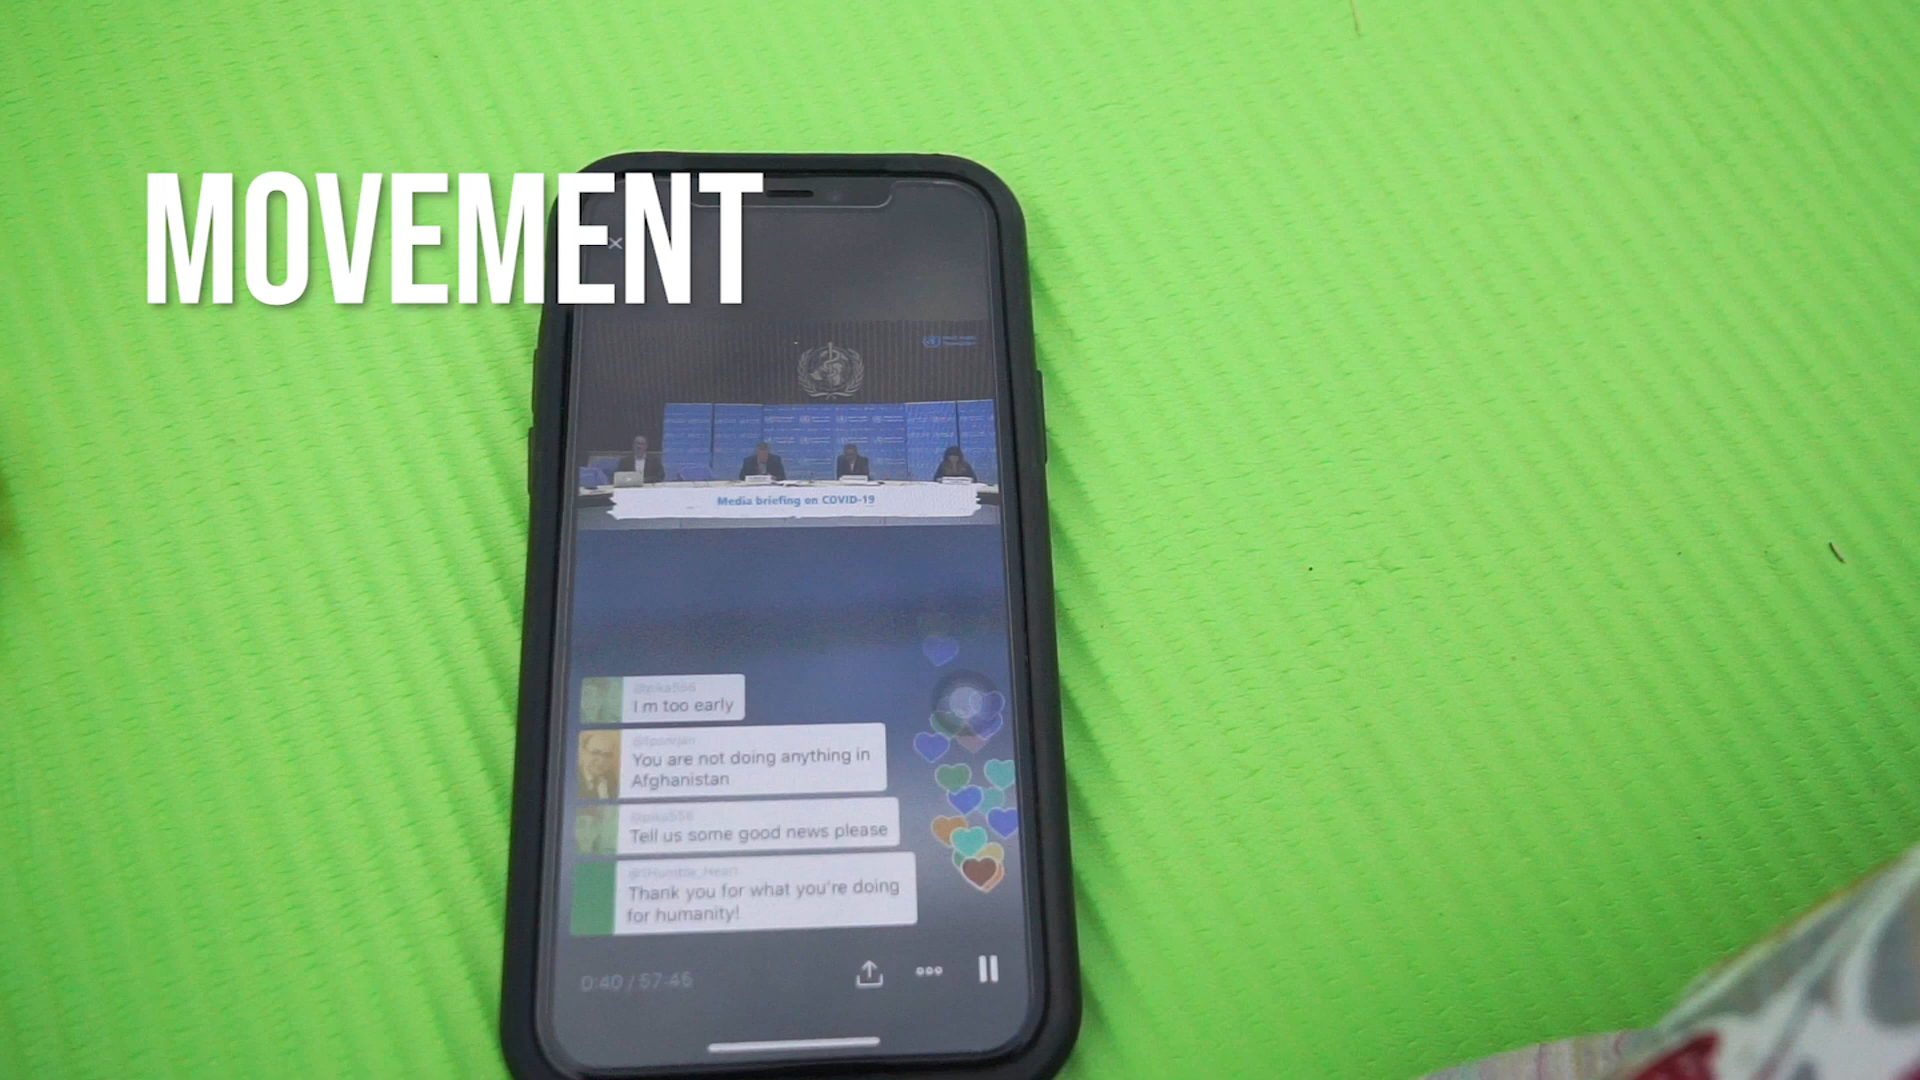 MOVEMENT
Media briefing on COVID-19
I m too early
You are not doing anything in
Afghanistan
Tell us some good news please
@1Humble_Heart
Thank you for what you're doing
for humanity!
0:40 / 57:46